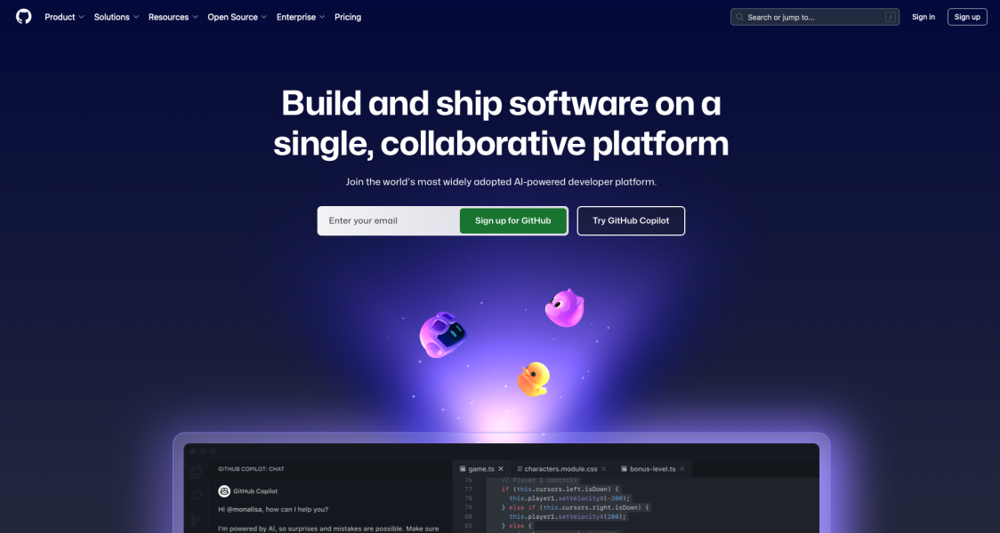 Product Solutions Resources Open Source Enterprise Pricing Search or jump to... / Sign in Sign up
Build and ship software on a
single, collaborative platform
Join the world's most widely adopted AI-powered developer platform.
Enter your email Sign up for GitHub Try GitHub Copilot
GITHUB COPILOT: CHAT
GitHub Copilot
Hi @monalisa, how can I help you?
I'm powered by AI, so surprises and mistakes are possible. Make sure
game.ts × # characters.module.css × bonus-level.ts ×
76 // Player 1 controls
77 if (this.cursors.left.isDown) {
78 this.player1.setVelocityX(-200);
79 } else if (this.cursors.right.isDown) {
80 this.player1.setVelocityX(200);
81 } else {